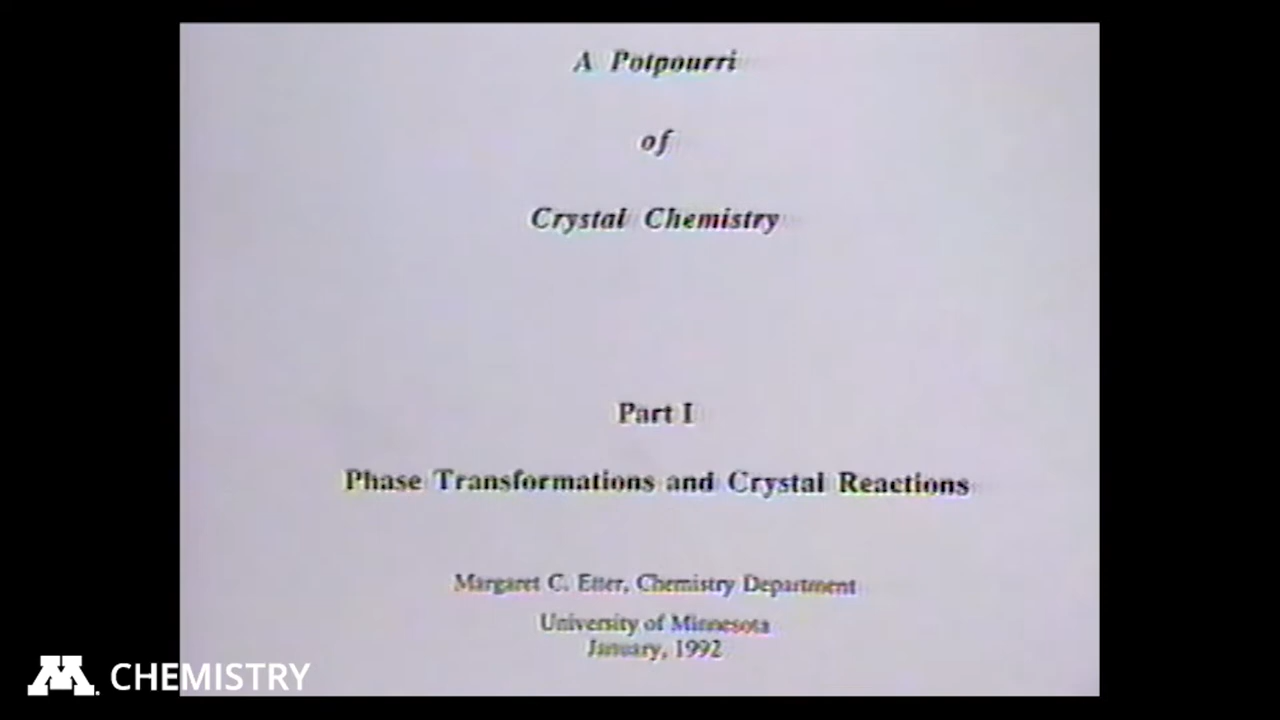 A Potpourri
of
Crystal Chemistry
Part I
Phase Transformations and Crystal Reactions
Margaret C. Etter, Chemistry Department
University of Minnesota
January, 1992
M. CHEMISTRY